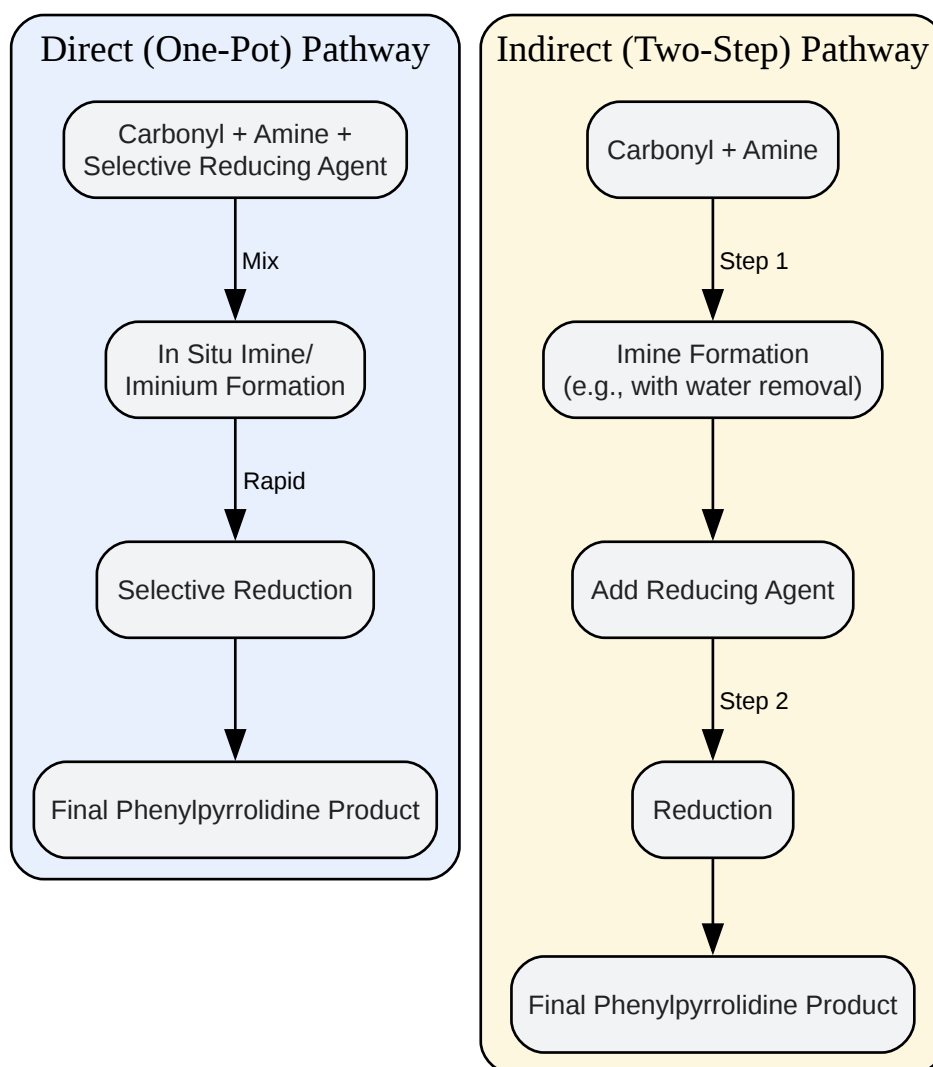 Direct (One-Pot) Pathway
Carbonyl + Amine +
Selective Reducing Agent
Mix
In Situ Imine/
Iminium Formation
Rapid
Selective Reduction
Final Phenylpyrrolidine Product
Indirect (Two-Step) Pathway
Carbonyl + Amine
Step 1
Imine Formation
(e.g., with water removal)
Add Reducing Agent
Step 2
Reduction
Final Phenylpyrrolidine Product